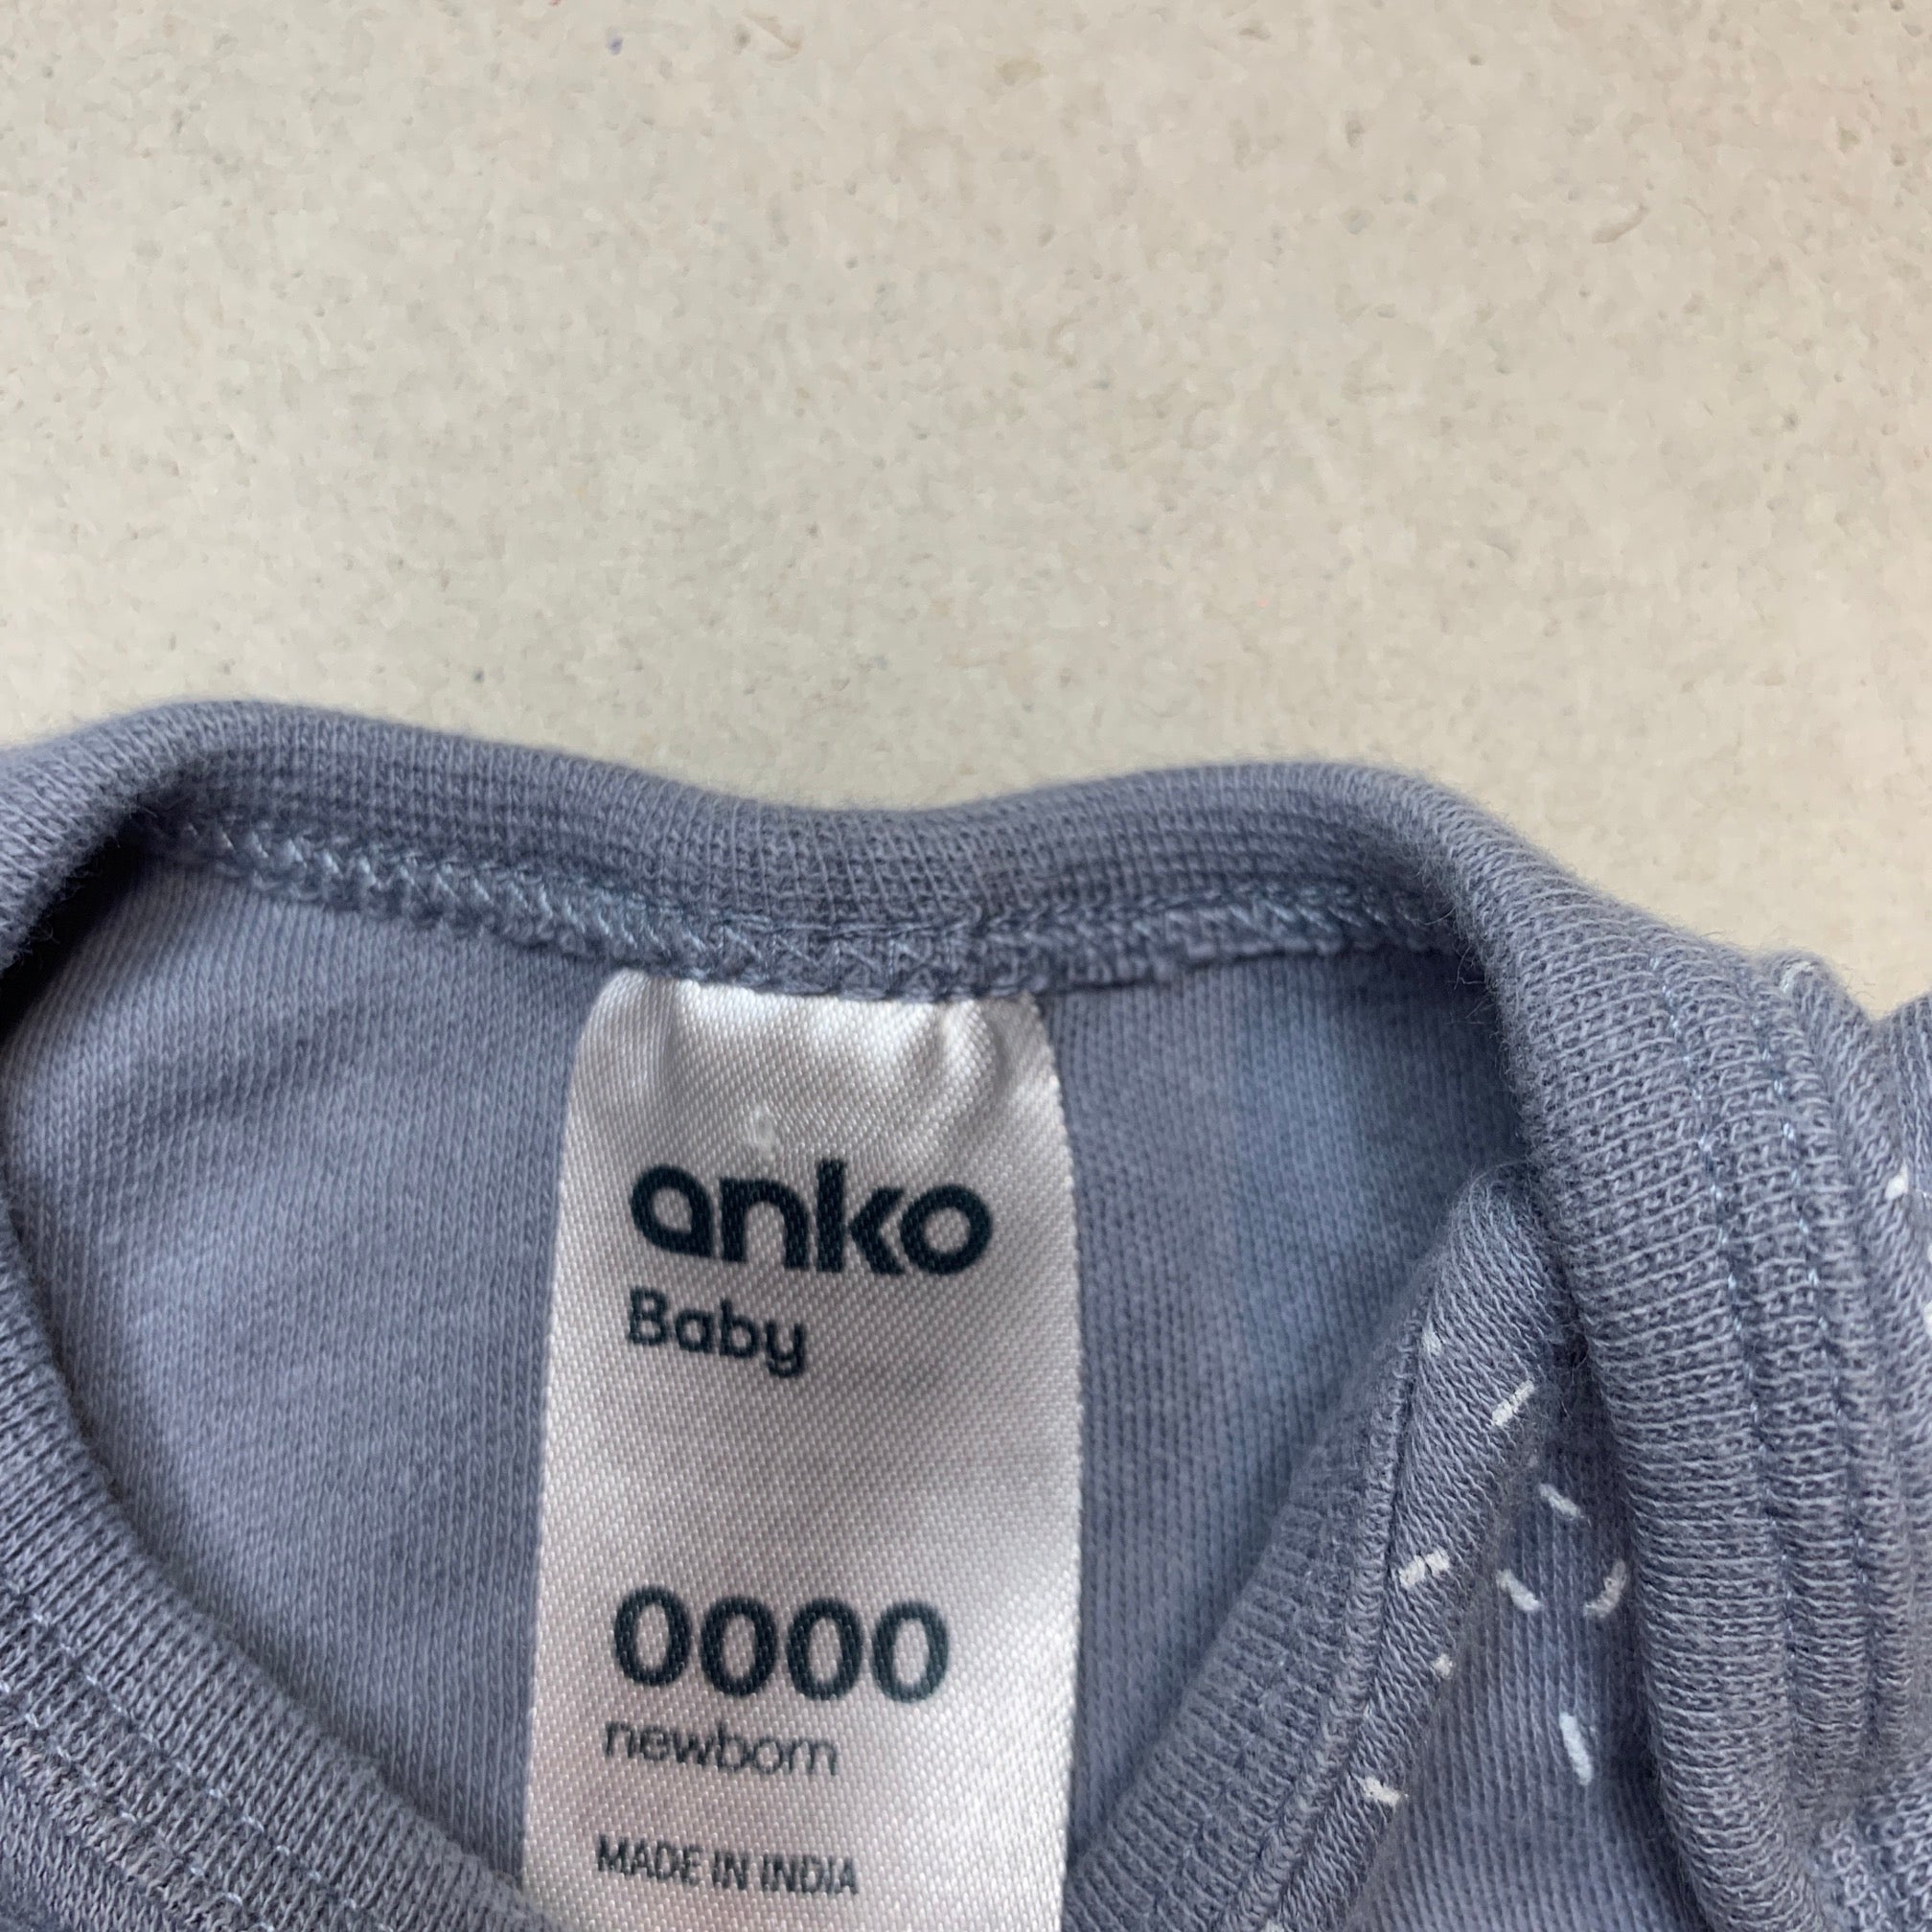 anko
Baby
0000
newborn
MADE IN INDIA